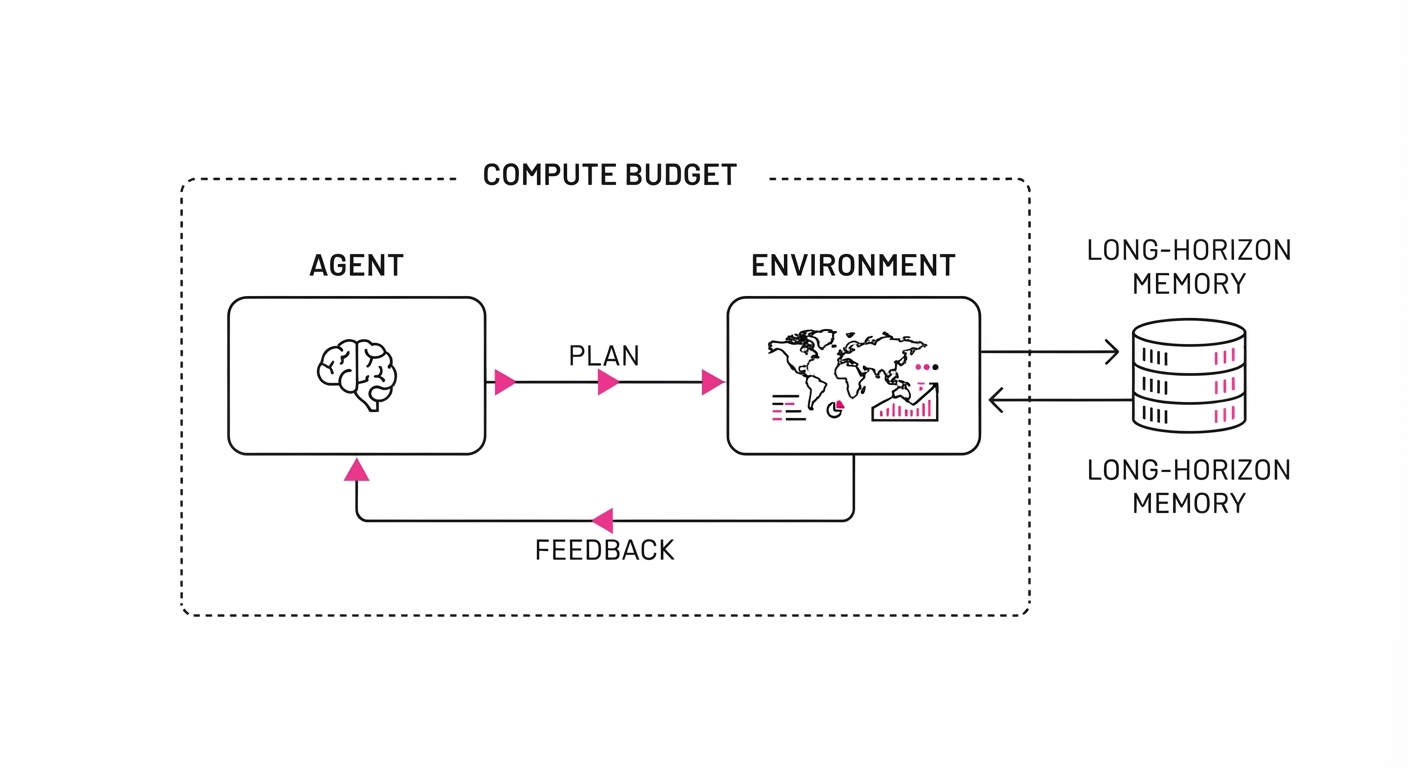 COMPUTE BUDGET
AGENT
ENVIRONMENT
PLAN
FEEDBACK
LONG-HORIZON
MEMORY
LONG-HORIZON
MEMORY